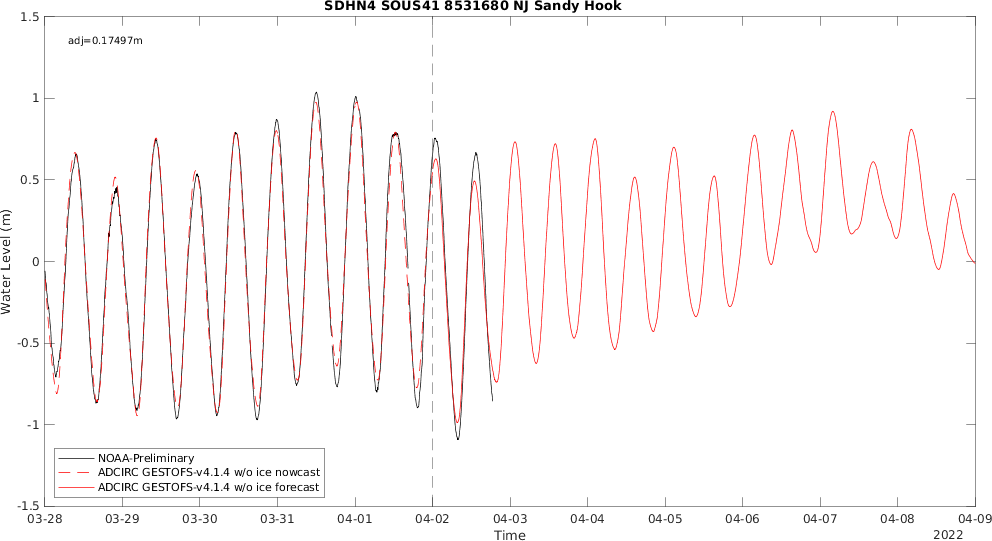 SDHN4 SOUS41 8531680 NJ Sandy Hook
adj=0.17497m
1.5
1
0.5
0
-0.5
-1
-1.5
Water Level (m)
NOAA-Preliminary
ADCIRC GESTOFS-v4.1.4 w/o ice nowcast
ADCIRC GESTOFS-v4.1.4 w/o ice forecast
03-28 03-29 03-30 03-31 04-01 04-02 04-03 04-04 04-05 04-06 04-07 04-08 04-09
Time
2022